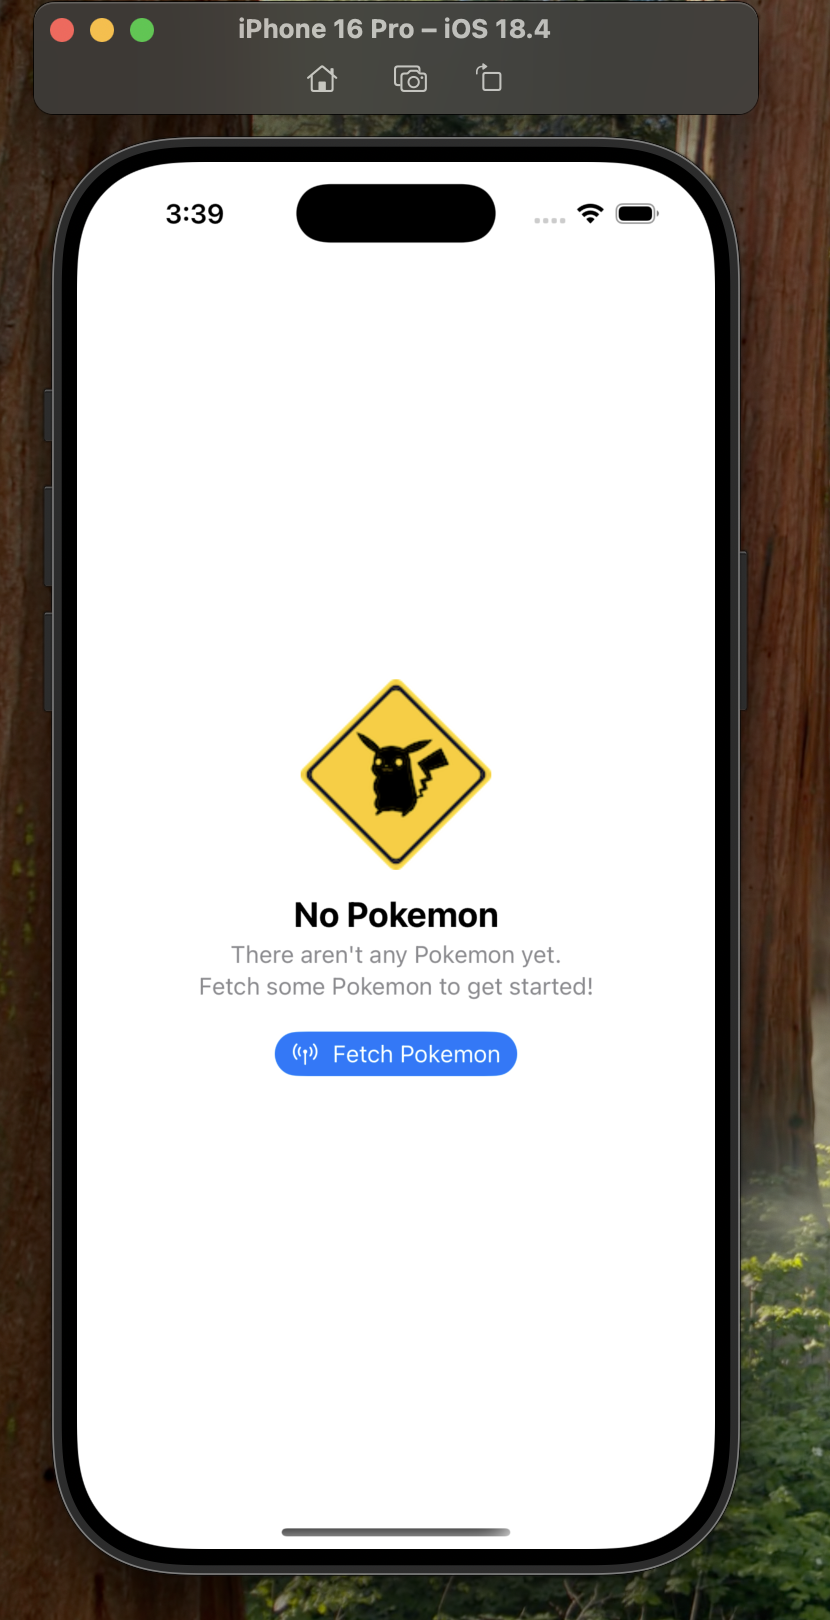 iPhone 16 Pro – iOS 18.4
3:39
No Pokemon
There aren't any Pokemon yet.
Fetch some Pokemon to get started!
Fetch Pokemon